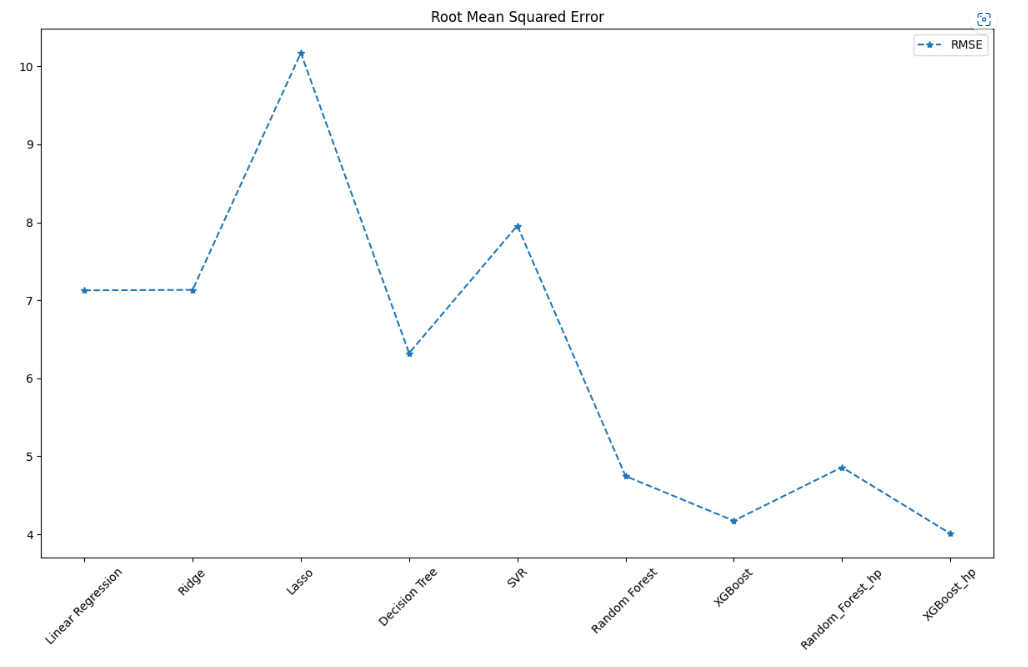 Root Mean Squared Error
RMSE
10
9
8
7
6
5
4
Linear Regression
Ridge
Lasso
Decision Tree
SVR
Random Forest
XGBoost
Random_Forest_hp
XGBoost_hp